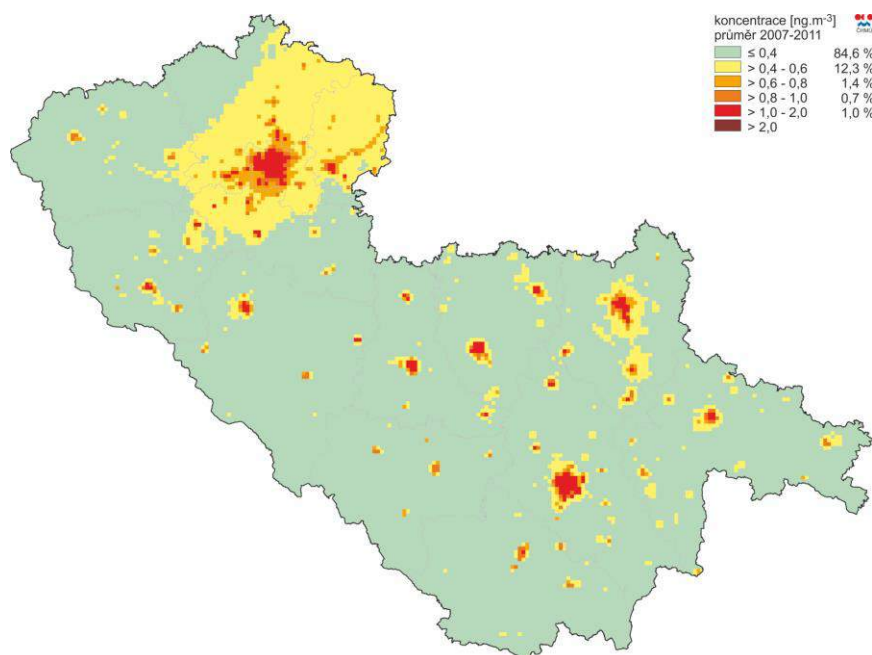 koncentrace [ng.m-3]
průměr 2007-2011
ČHMÚ
≤ 0,4 84,6 %
> 0,4 - 0,6 12,3 %
> 0,6 - 0,8 1,4 %
> 0,8 - 1,0 0,7 %
> 1,0 - 2,0 1,0 %
> 2,0